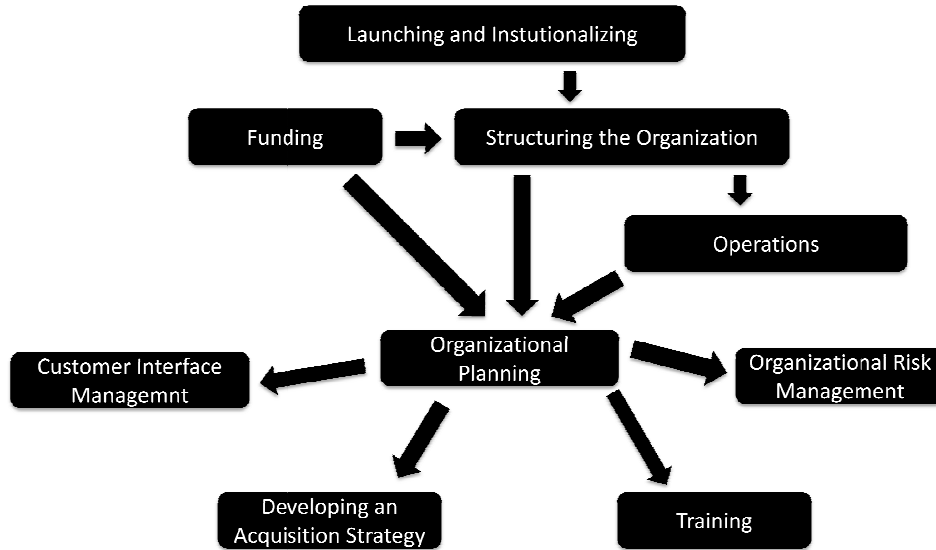 Launching and Instutionalizing
Funding
Structuring the Organization
Operations
Organizational
Planning
Customer Interface
Managemnt
Organizational Risk
Management
Developing an
Acquisition Strategy
Training